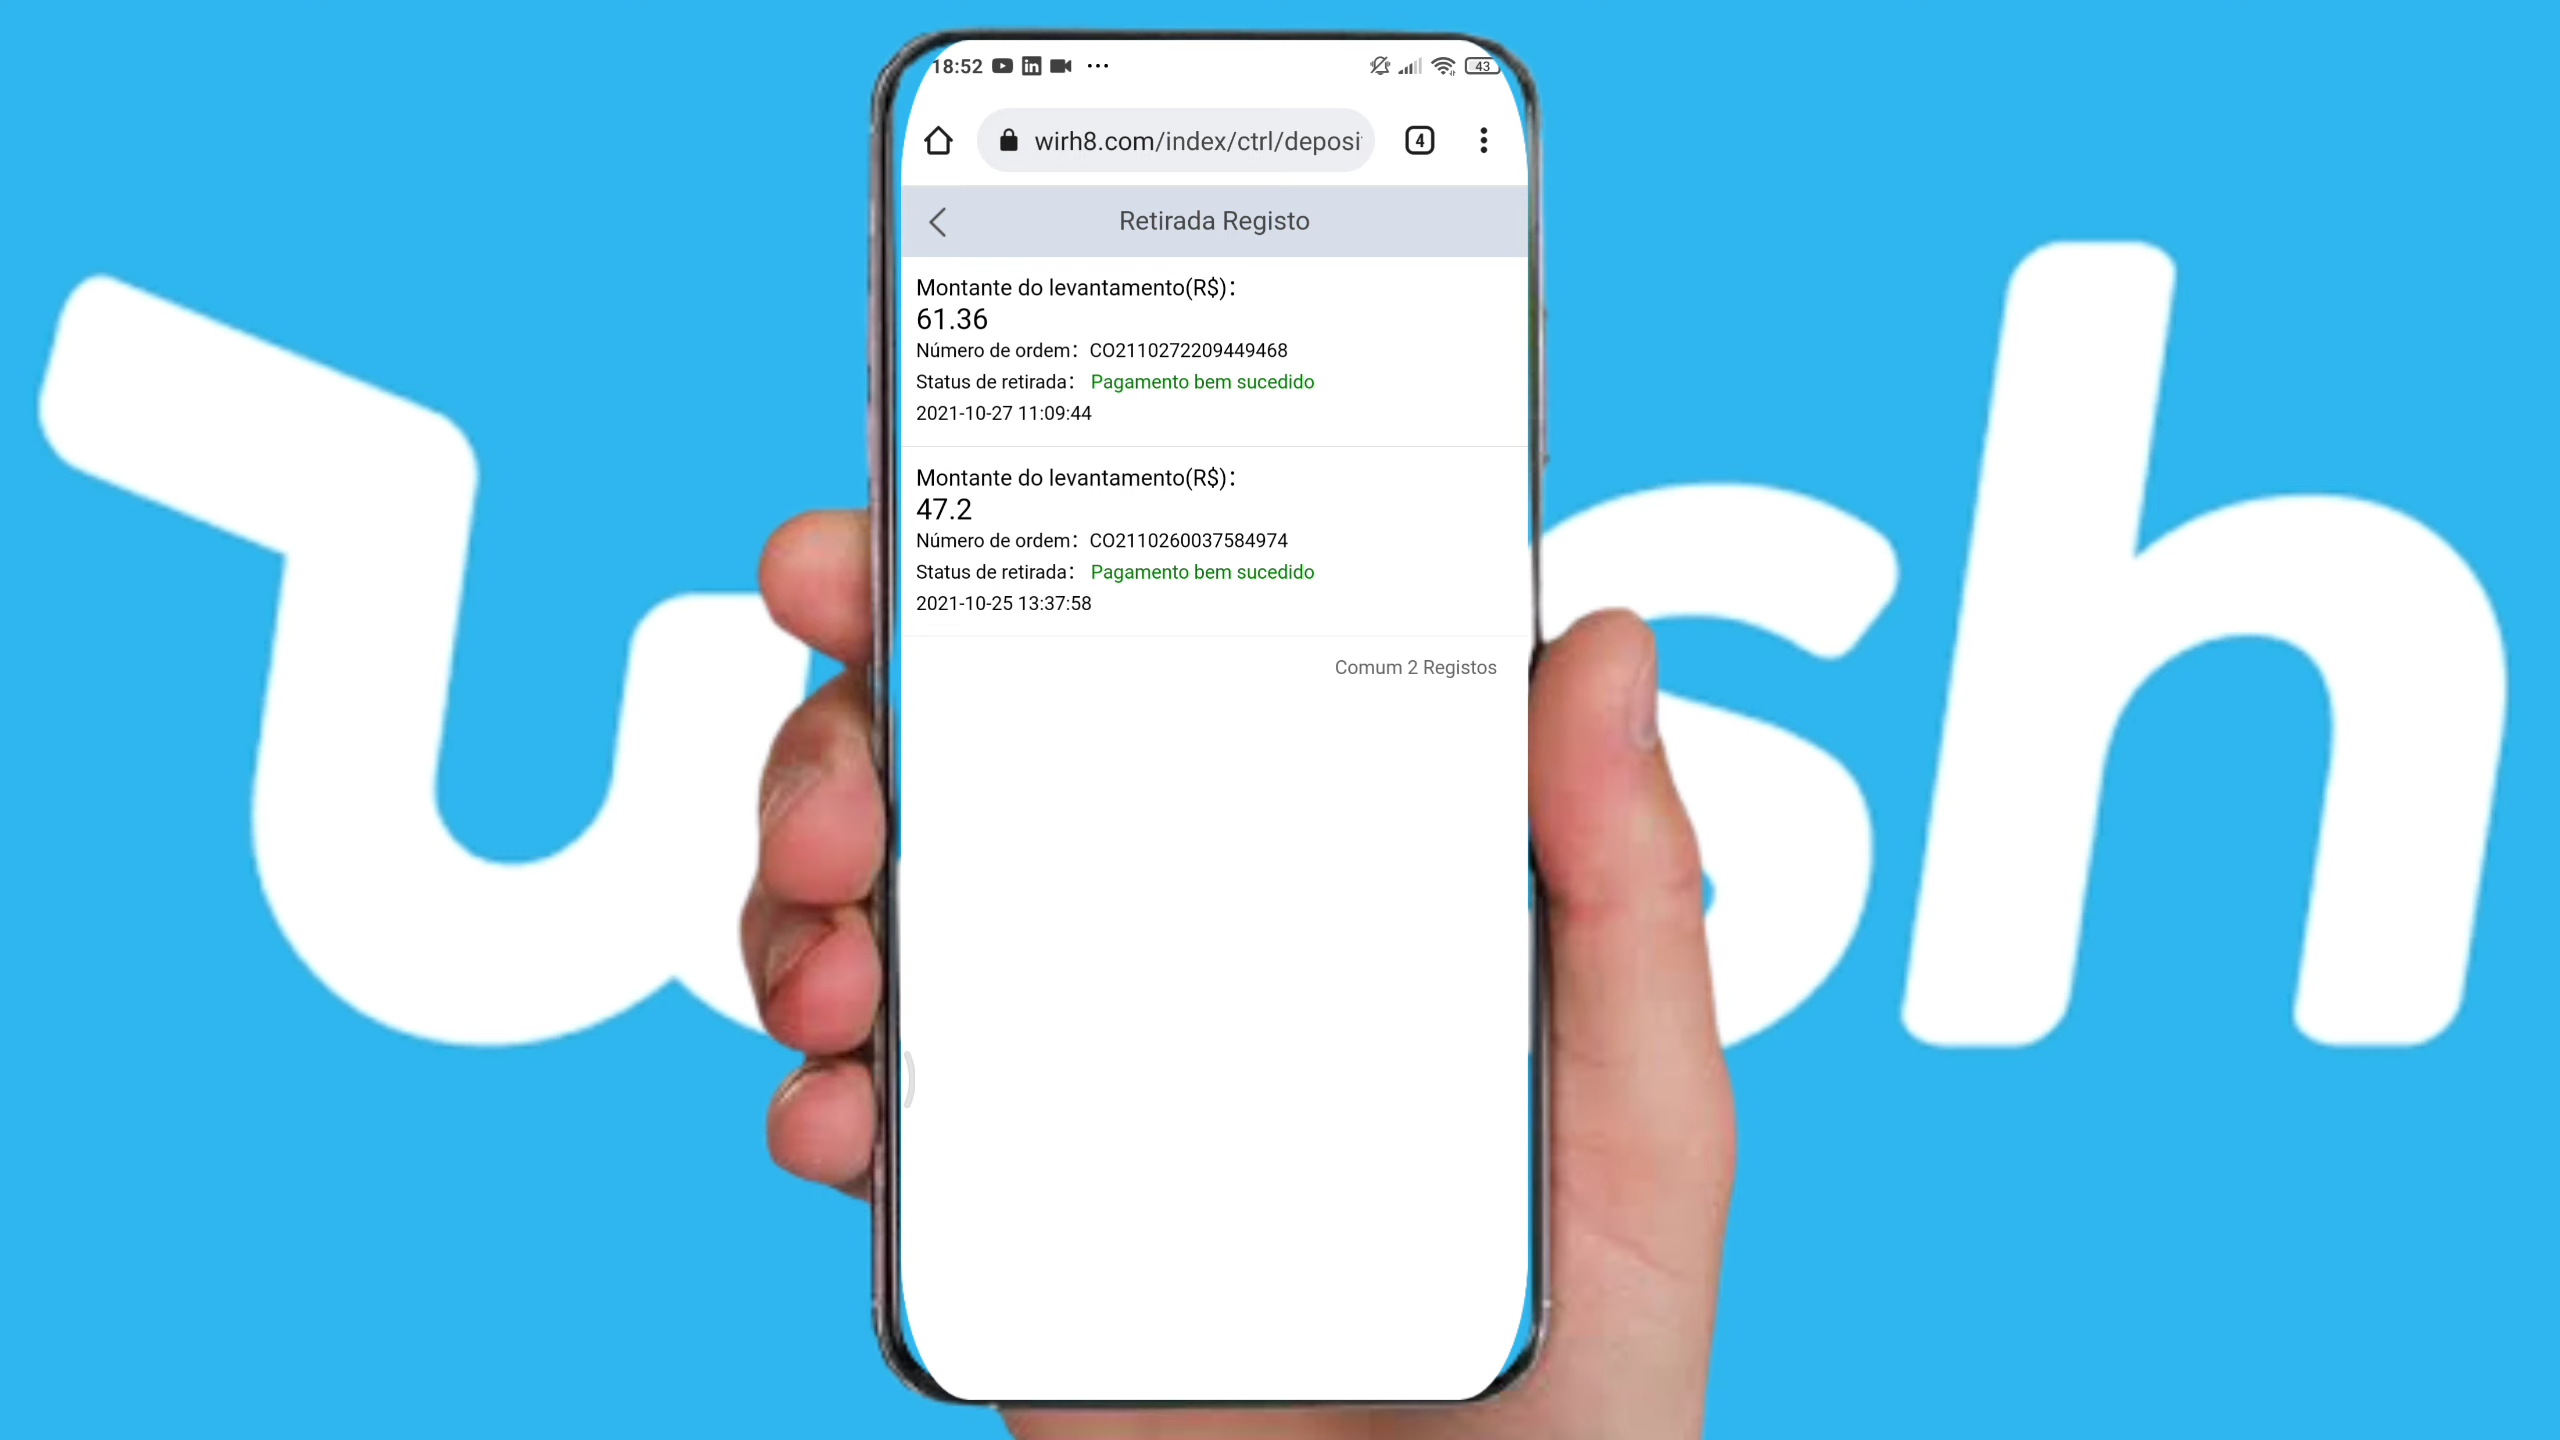 18:52
43
wirh8.com/index/ctrl/deposi
4
Retirada Registo
Montante do levantamento(R$)：
61.36
Número de ordem：CO2110272209449468
Status de retirada： Pagamento bem sucedido
2021-10-27 11:09:44
Montante do levantamento(R$)：
47.2
Número de ordem：CO2110260037584974
Status de retirada： Pagamento bem sucedido
2021-10-25 13:37:58
Comum 2 Registos